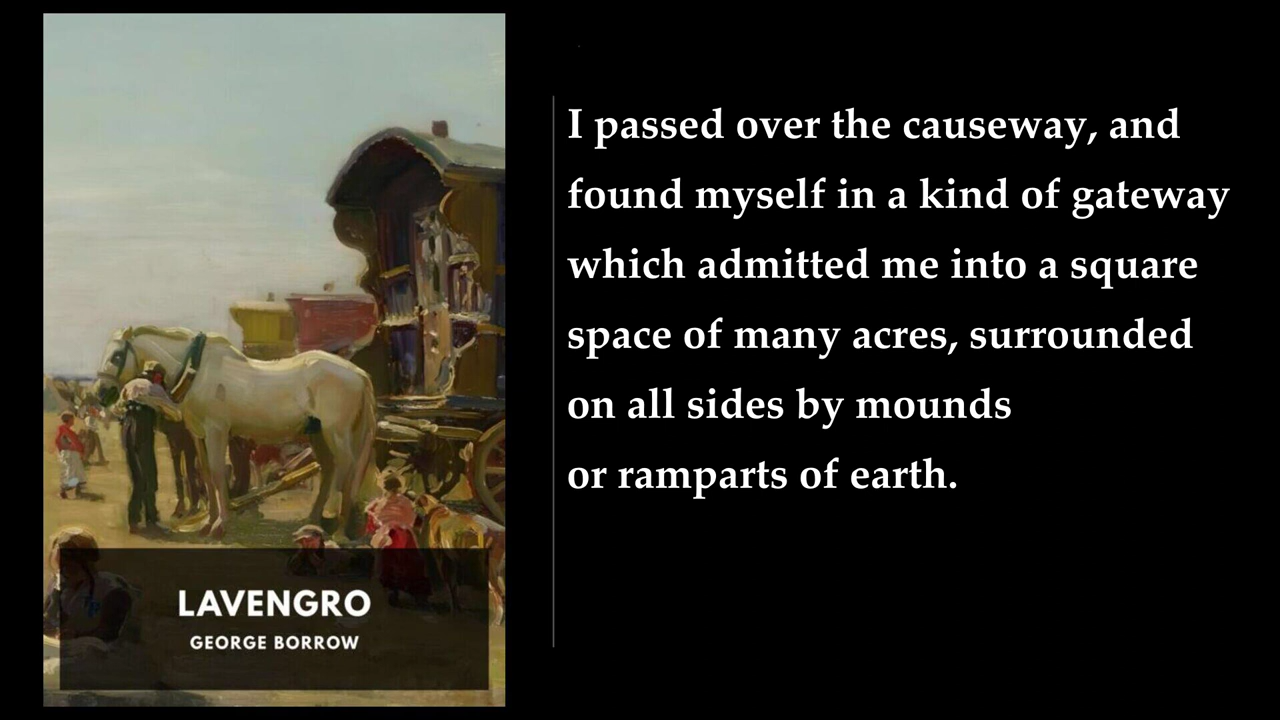 I passed over the causeway, and
found myself in a kind of gateway
which admitted me into a square
space of many acres, surrounded
on all sides by mounds
or ramparts of earth.
LAVENGRO
GEORGE BORROW